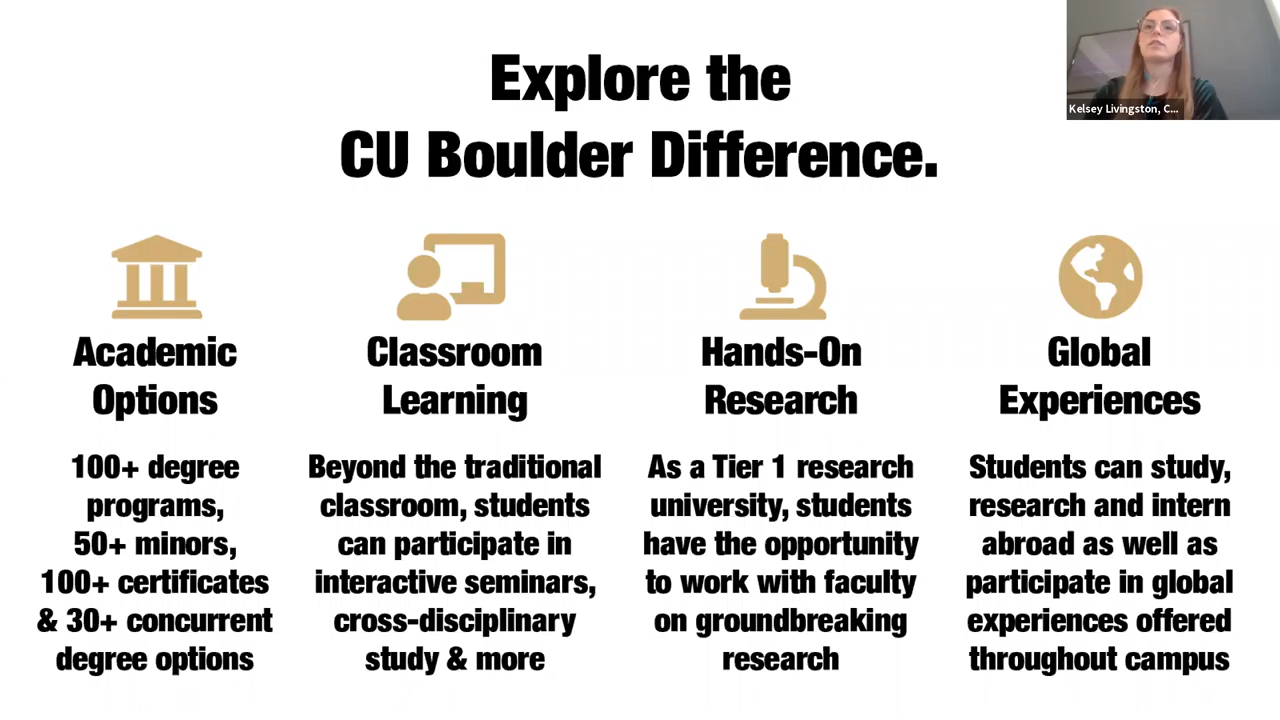 Explore the
CU Boulder Difference.
Kelsey Livingston, C...
Academic
Options
100+ degree
programs,
50+ minors,
100+ certificates
& 30+ concurrent
degree options
Classroom
Learning
Beyond the traditional
classroom, students
can participate in
interactive seminars,
cross-disciplinary
study & more
Hands-On
Research
As a Tier 1 research
university, students
have the opportunity
to work with faculty
on groundbreaking
research
Global
Experiences
Students can study,
research and intern
abroad as well as
participate in global
experiences offered
throughout campus